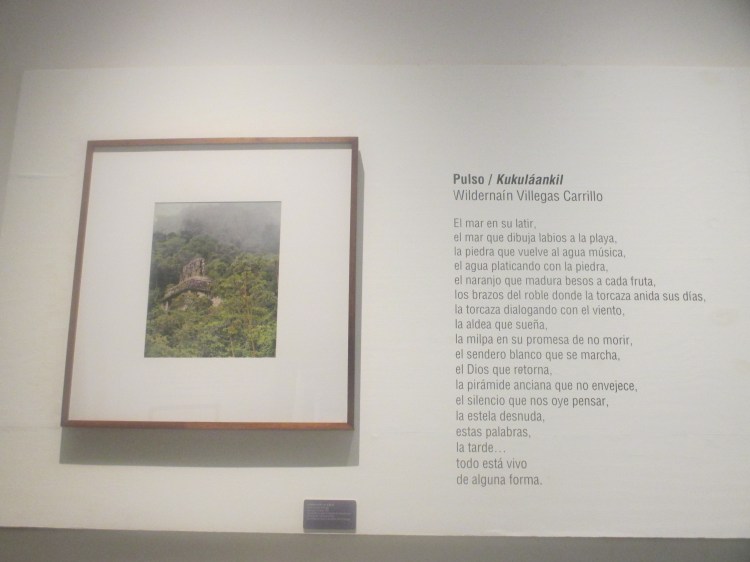 Pulso / Kukuláankil
Wildernaín Villegas Carrillo
El mar en su latir,
el mar que dibuja labios a la playa,
la piedra que vuelve al agua música,
el agua platicando con la piedra,
el naranjo que madura besos a cada fruta,
los brazos del roble donde la torcaza anida sus días,
la torcaza dialogando con el viento,
la aldea que sueña,
la milpa en su promesa de no morir,
el sendero blanco que se marcha,
el Dios que retorna,
la pirámide anciana que no envejece,
el silencio que nos oye pensar,
la estela desnuda,
estas palabras,
la tarde...
todo está vivo
de alguna forma.